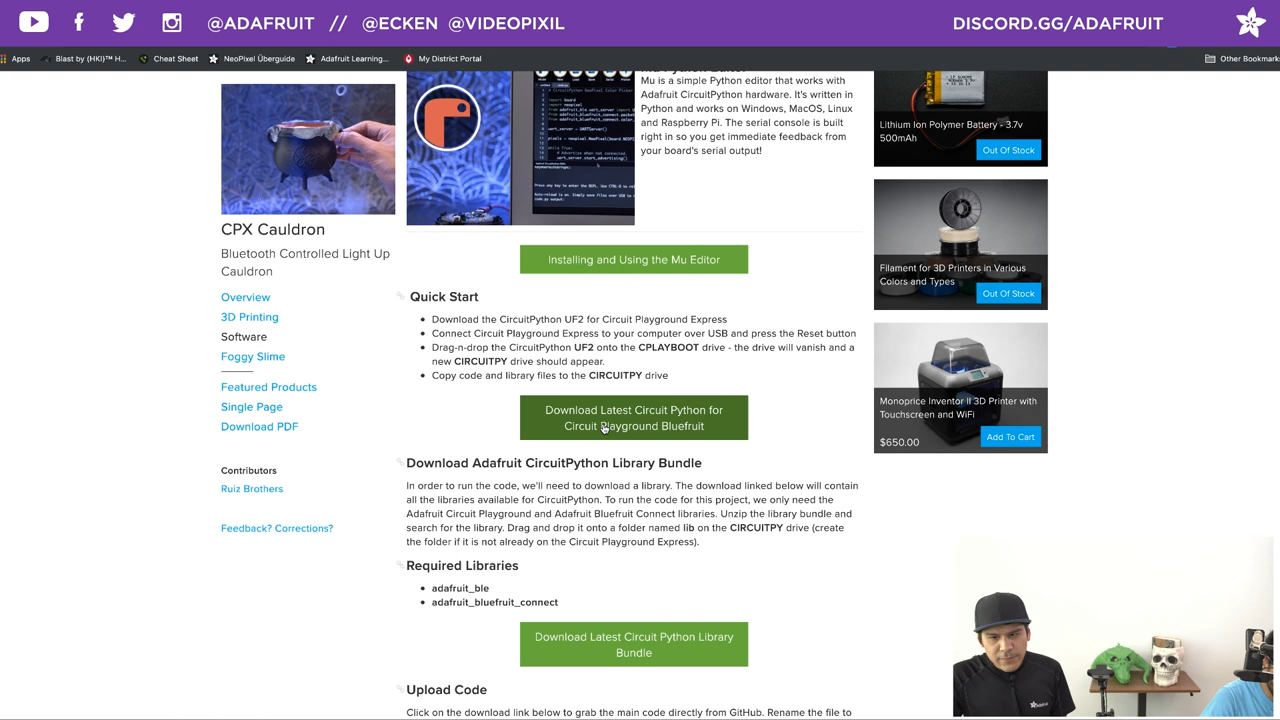 @ADAFRUIT // @ECKEN @VIDEOPIXIL
DISCORD.GG/ADAFRUIT
Apps
Blast by (HKI)™ H...
Cheat Sheet
NeoPixel Überguide
Adafruit Learning...
My District Portal
Other Bookmark
CPX Cauldron
Bluetooth Controlled Light Up
Cauldron
Overview
3D Printing
Software
Foggy Slime
Featured Products
Single Page
Download PDF
Contributors
Ruiz Brothers
Feedback? Corrections?
Mu is a simple Python editor that works with
Adafruit CircuitPython hardware. It's written in
Python and works on Windows, MacOS, Linux
and Raspberry Pi. The serial console is built
right in so you get immediate feedback from
your board's serial output!
Installing and Using the Mu Editor
Quick Start
Download the CircuitPython UF2 for Circuit Playground Express
Connect Circuit Playground Express to your computer over USB and press the Reset button
Drag-n-drop the CircuitPython UF2 onto the CPLAYBOOT drive - the drive will vanish and a
new CIRCUITPY drive should appear.
Copy code and library files to the CIRCUITPY drive
Download Latest Circuit Python for
Circuit Playground Bluefruit
Download Adafruit CircuitPython Library Bundle
In order to run the code, we'll need to download a library. The download linked below will contain
all the libraries available for CircuitPython. To run the code for this project, we only need the
Adafruit Circuit Playground and Adafruit Bluefruit Connect libraries. Unzip the library bundle and
search for the library. Drag and drop it onto a folder named lib on the CIRCUITPY drive (create
the folder if it is not already on the Circuit Playground Express).
Required Libraries
adafruit_ble
adafruit_bluefruit_connect
Download Latest Circuit Python Library
Bundle
Upload Code
Click on the download link below to grab the main code directly from GitHub. Rename the file to
Lithium Ion Polymer Battery - 3.7v
500mAh
Out Of Stock
Filament for 3D Printers in Various
Colors and Types
Out Of Stock
Monoprice Inventor II 3D Printer with
Touchscreen and WiFi
$650.00
Add To Cart